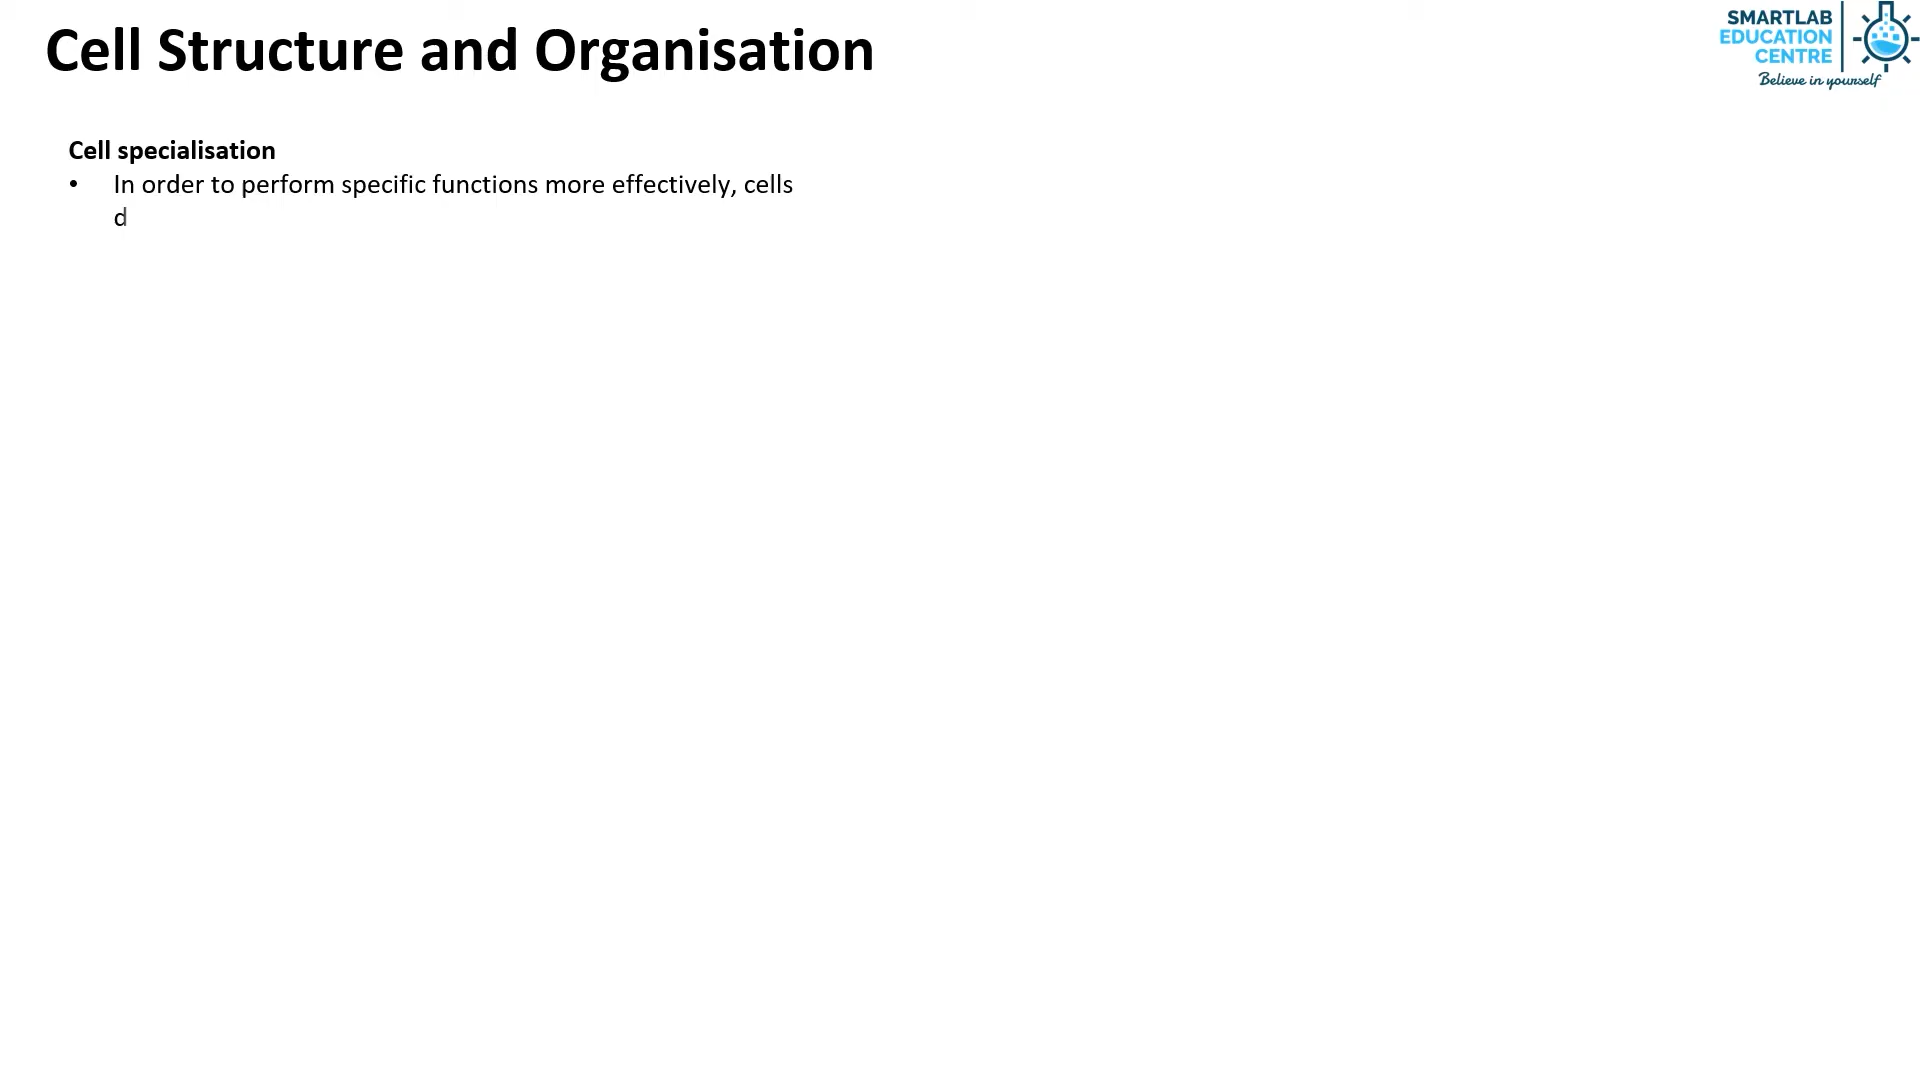 Cell Structure and Organisation
SMARTLAB
EDUCATION
CENTRE
Believe in yourself
Cell specialisation
• In order to perform specific functions more effectively, cells
d